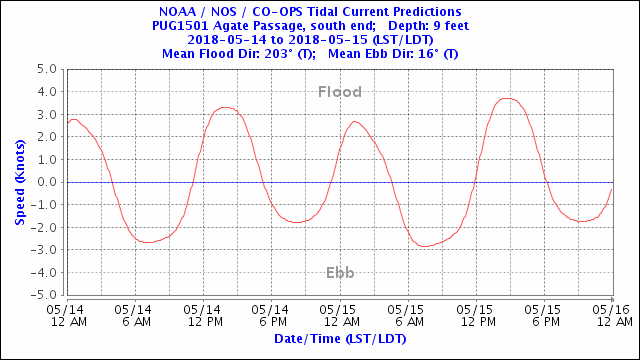 NOAA / NOS / CO-OPS Tidal Current Predictions
PUG1501 Agate Passage, south end;   Depth: 9 feet
2018-05-14 to 2018-05-15 (LST/LDT)
Mean Flood Dir: 203° (T);   Mean Ebb Dir: 16° (T)
5.0
Flood
4.0
3.0
2.0
1.0
0.0
-1.0
-2.0
-3.0
Ebb
-4.0
-5.0
Speed (Knots)
05/14 05/14 05/14 05/14 05/15 05/15 05/15 05/15 05/16
12 AM 6 AM 12 PM 6 PM 12 AM 6 AM 12 PM 6 PM 12 AM
Date/Time (LST/LDT)